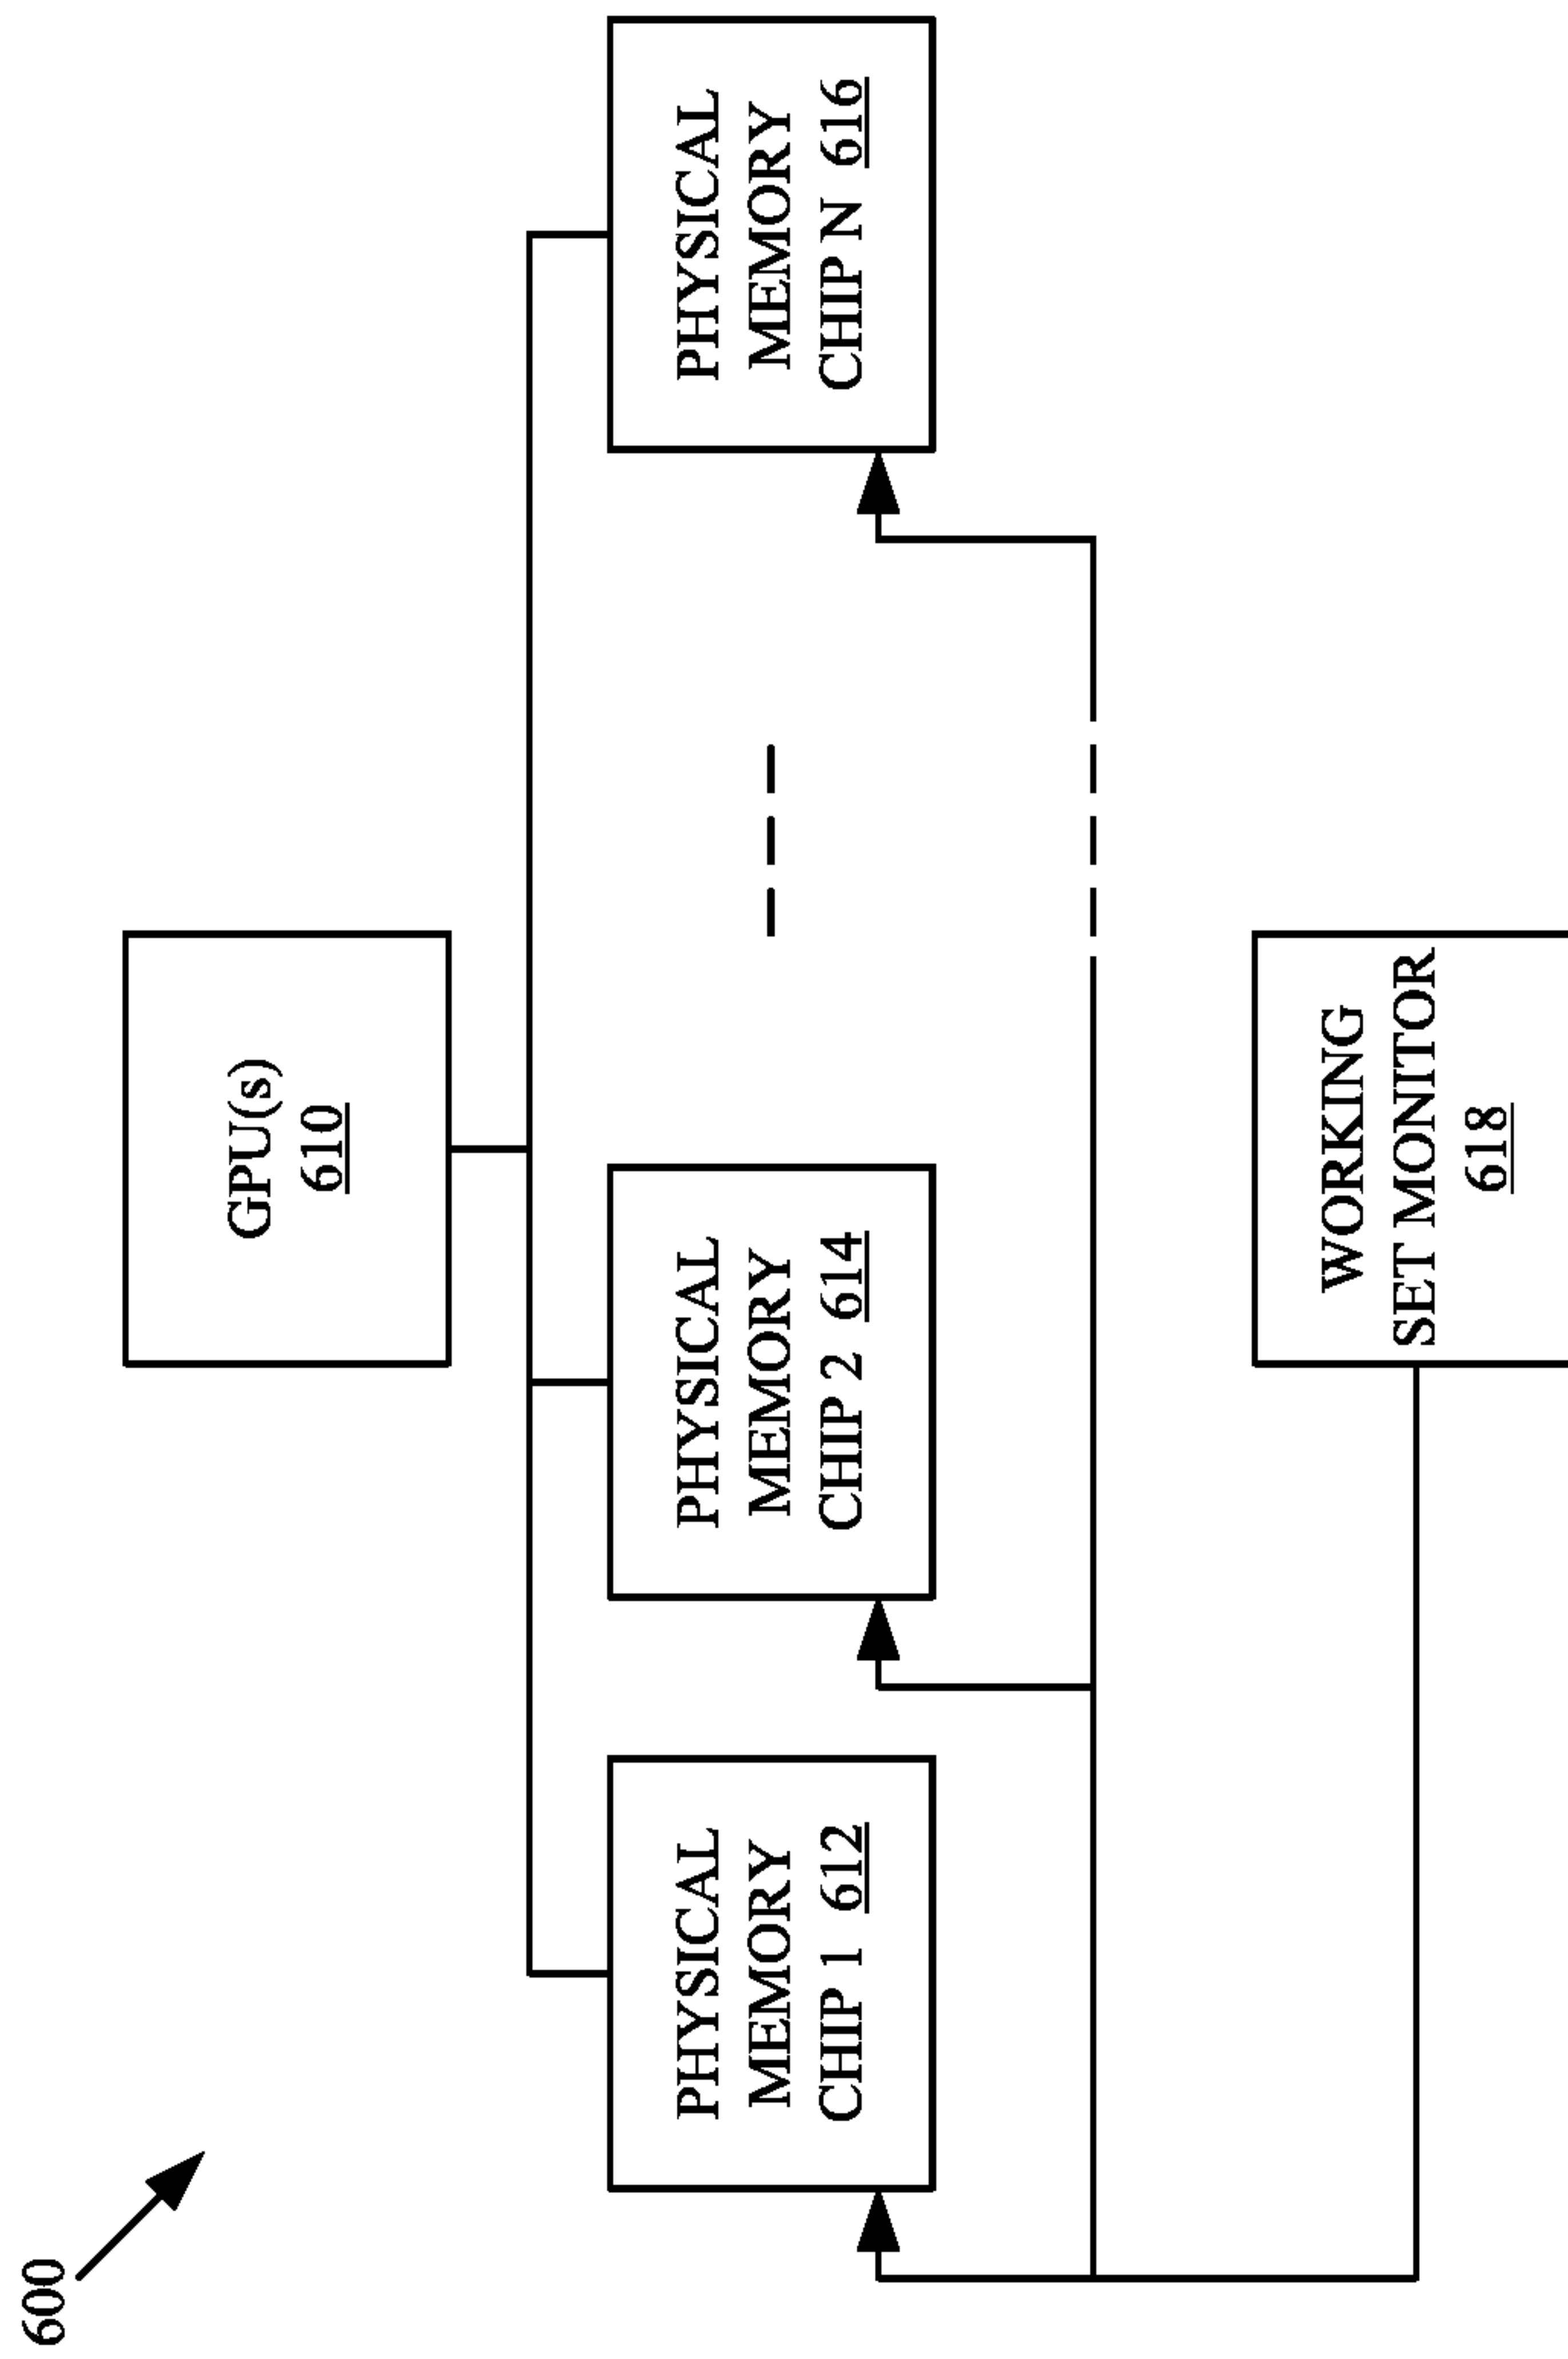 600
GPU(s)
610
PHYSICAL
MEMORY
CHIP 1 612
PHYSICAL
MEMORY
CHIP 2 614
PHYSICAL
MEMORY
CHIP N 616
WORKING
SET MONITOR
618